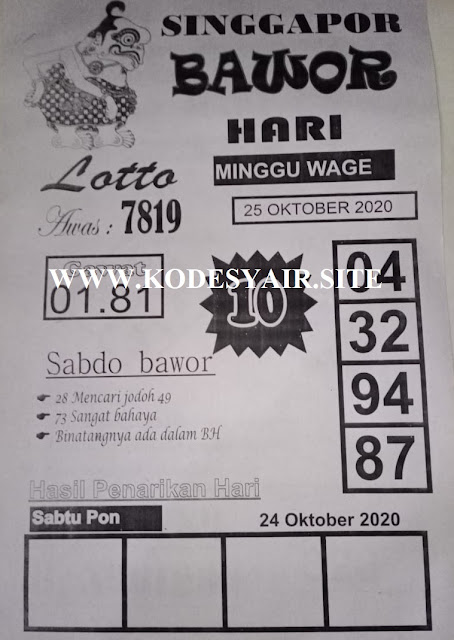 SINGGAPOR
BAWOR
HARI
Lotto
MINGGU WAGE
Awas : 7819
25 OKTOBER 2020
Gawat
01.81
WWW.KODESYAIR.SITE
10
04
32
94
87
Sabdo bawor
28 Mencari jodoh 49
73 Sangat bahaya
Binatangnya ada dalam BH
Hasil Penarikan Hari
Sabtu Pon
24 Oktober 2020